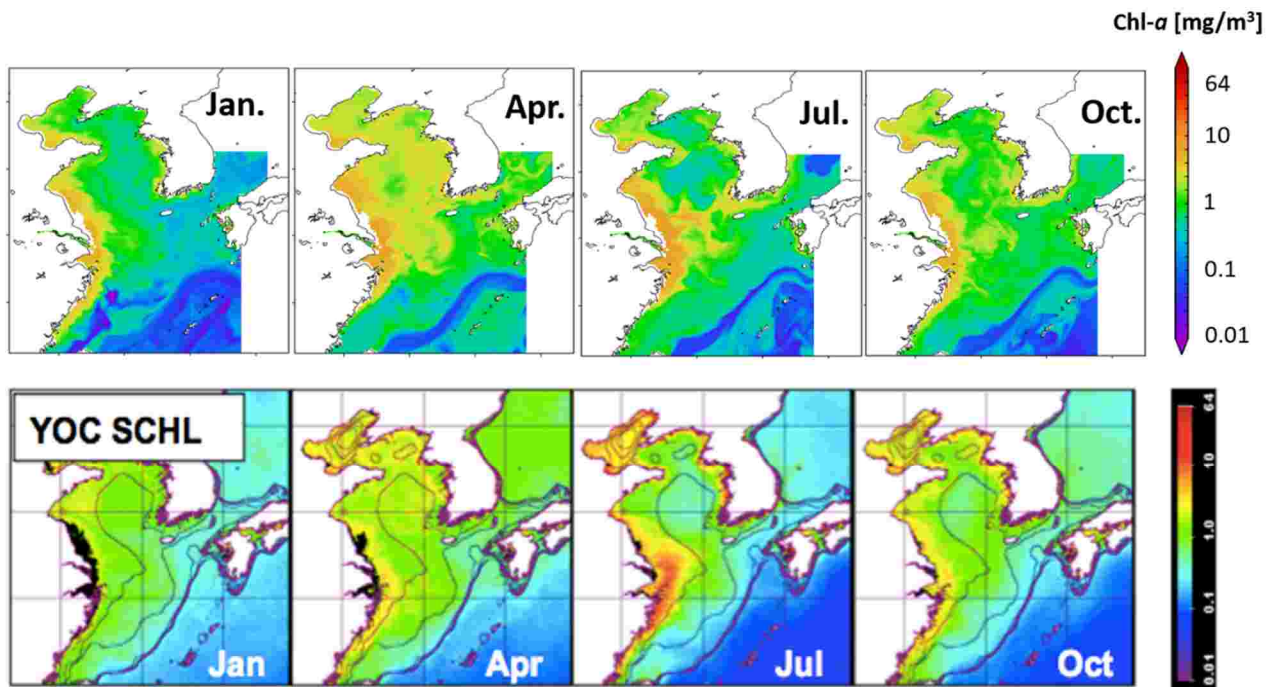 Chl-a [mg/m³]
Jan.
Apr.
Jul.
Oct.
64
10
1
0.1
0.01
YOC SCHL
Jan
Apr
Jul
Oct
64
10
1.0
0.1
0.01